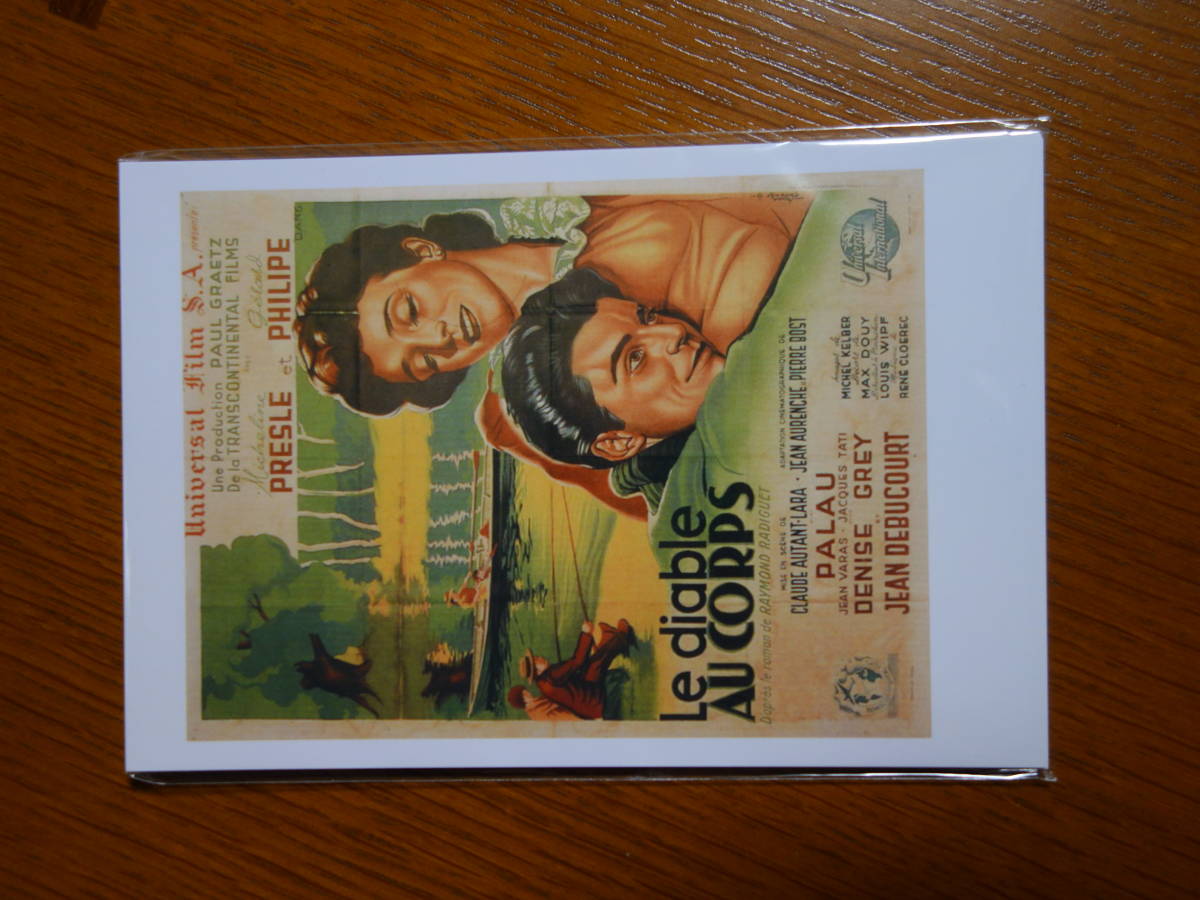 Universal Film S.A. présente
Une Production PAUL GRAETZ
De la TRANSCONTINENTAL FILMS
Micheline
PRESLE et Gérard PHILIPE
Le diable
AU CORPS
D'après le roman de RAYMOND RADIGUET
MISE EN SCÈNE DE
CLAUDE AUTANT-LARA
ADAPTATION CINEMATOGRAPHIQUE DE
JEAN AURENCHE et PIERRE BOST
PALAU
JEAN VARAS - JACQUES TATI
DENISE GREY
ET
JEAN DEBUCOURT
MICHEL KELBER
MAX DOUY
LOUIS WIPF
RENÉ CLOEREC
Universal
International